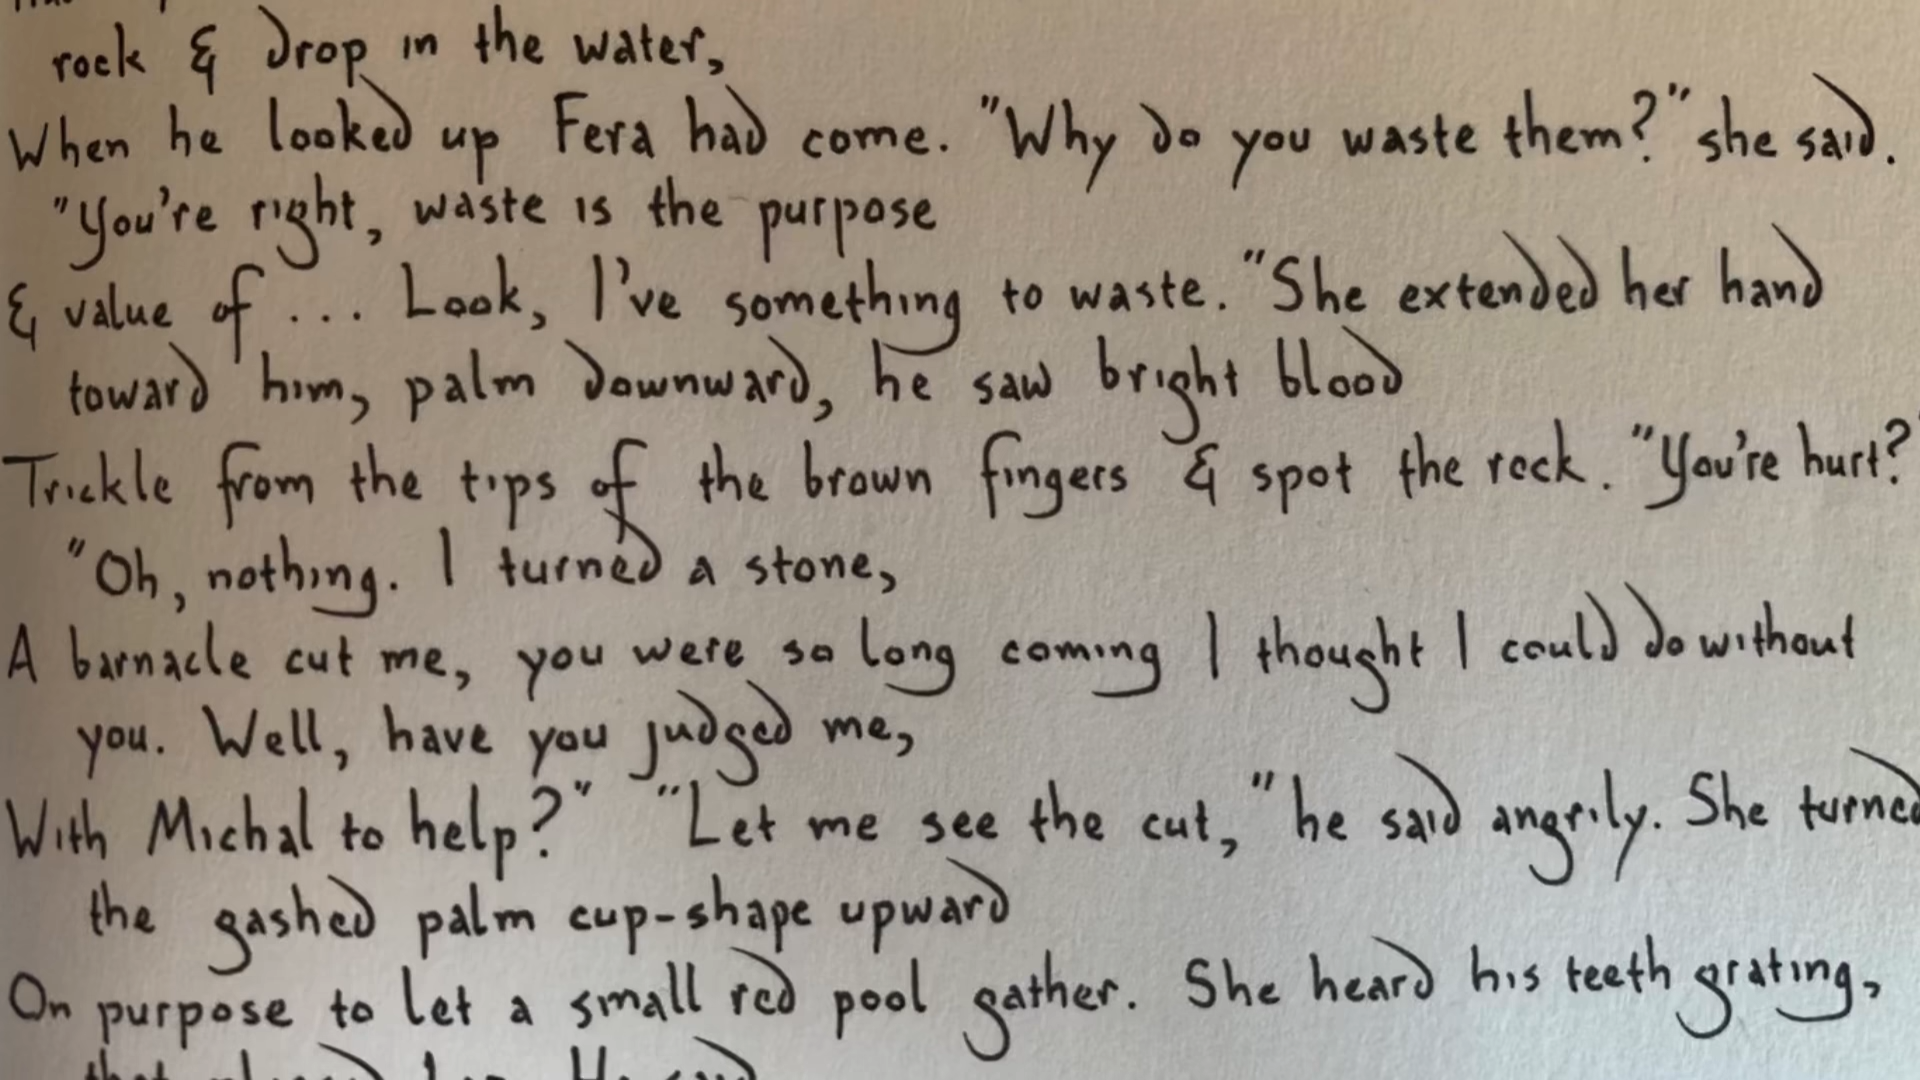 rock & drop in the water,
When he looked up Fera had come. "Why do you waste them?" she said.
"You're right, waste is the purpose
& value of ... Look, I've something to waste." She extended her hand
toward him, palm downward, he saw bright blood
Trickle from the tips of the brown fingers & spot the rock. "You're hurt?"
"Oh, nothing. I turned a stone,
A barnacle cut me, you were so long coming I thought I could do without
you. Well, have you judged me,
With Michal to help?" "Let me see the cut," he said angrily. She turned
the gashed palm cup-shape upward
On purpose to let a small red pool gather. She heard his teeth grating,